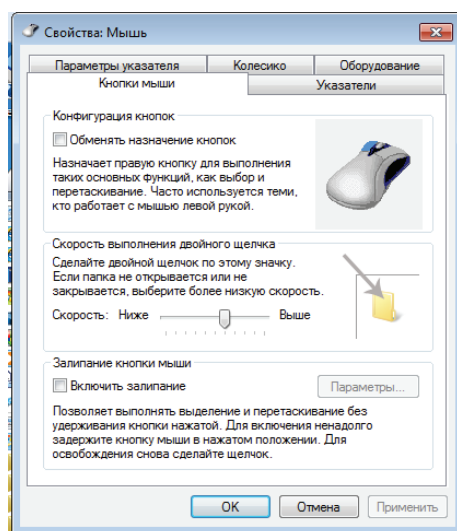 Свойства: Мышь
Параметры указателя Колесико Оборудование
Кнопки мыши Указатели
Конфигурация кнопок
Обменять назначение кнопок
Назначает правую кнопку для выполнения
таких основных функций, как выбор и
перетаскивание. Часто используется теми,
кто работает с мышью левой рукой.
Скорость выполнения двойного щелчка
Сделайте двойной щелчок по этому значку.
Если папка не открывается или не
закрывается, выберите более низкую скорость.
Скорость: Ниже Выше
Залипание кнопки мыши
Включить залипание Параметры...
Позволяет выполнять выделение и перетаскивание без
удерживания кнопки нажатой. Для включения ненадолго
задержите кнопку мыши в нажатом положении. Для
освобождения снова сделайте щелчок.
OK Отмена Применить